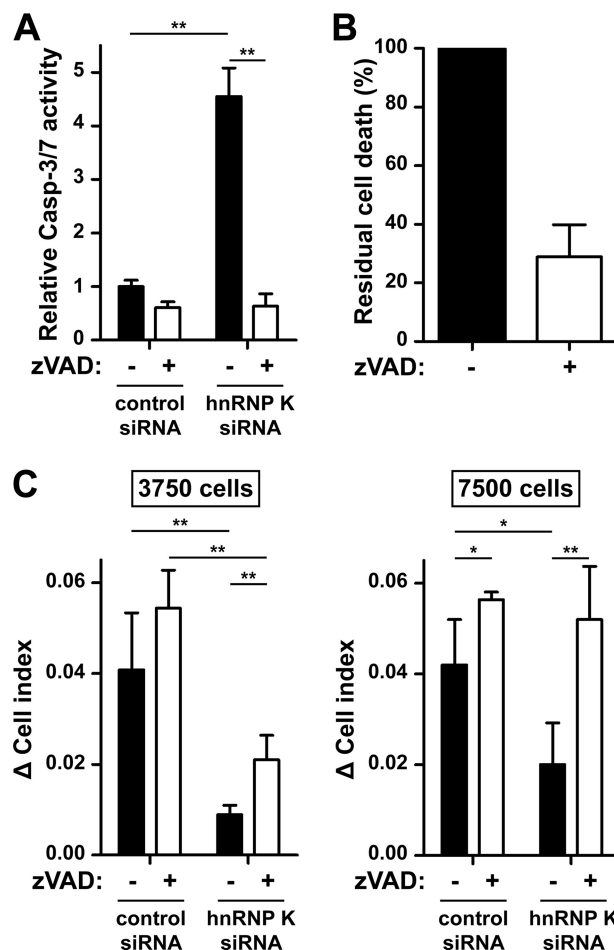 A
**
**
Relative Casp-3/7 activity
5
4
3
2
1
0
zVAD: - + - +
control siRNA
hnRNP K siRNA
B
Residual cell death (%)
100
80
60
40
20
0
zVAD: - +
C
3750 cells
**
**
**
Δ Cell index
0.06
0.04
0.02
0.00
zVAD: - + - +
control siRNA
hnRNP K siRNA
7500 cells
*
*
**
Δ Cell index
0.06
0.04
0.02
0.00
zVAD: - + - +
control siRNA
hnRNP K siRNA